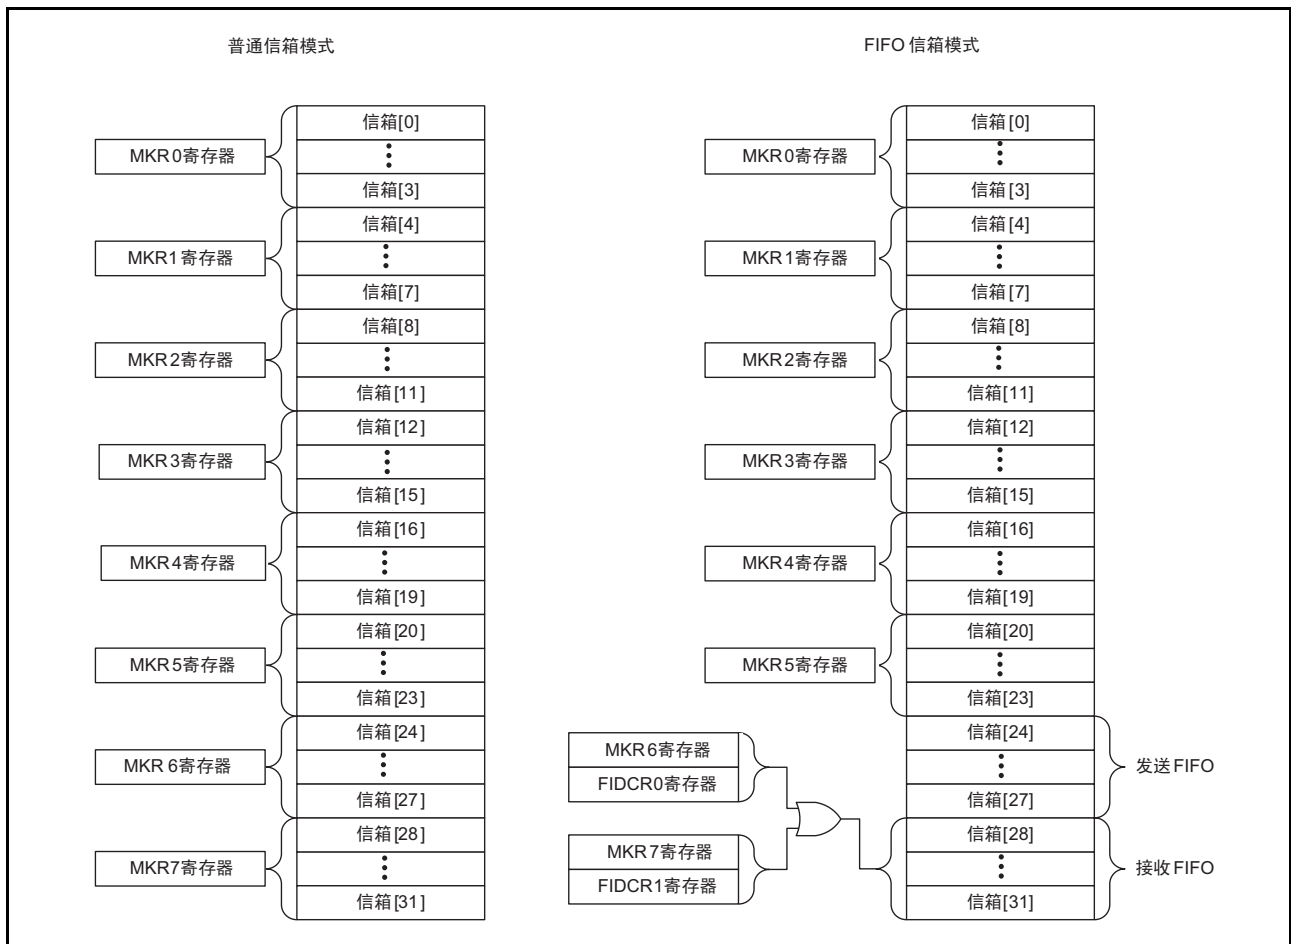 普通信箱模式
信箱[0]
MKR0寄存器
信箱[3]
信箱[4]
MKR1寄存器
信箱[7]
信箱[8]
MKR2寄存器
信箱[11]
信箱[12]
MKR3寄存器
信箱[15]
信箱[16]
MKR4寄存器
信箱[19]
信箱[20]
MKR5寄存器
信箱[23]
信箱[24]
MKR6寄存器
信箱[27]
信箱[28]
MKR7寄存器
信箱[31]
FIFO 信箱模式
信箱[0]
MKR0寄存器
信箱[3]
信箱[4]
MKR1寄存器
信箱[7]
信箱[8]
MKR2寄存器
信箱[11]
信箱[12]
MKR3寄存器
信箱[15]
信箱[16]
MKR4寄存器
信箱[19]
信箱[20]
MKR5寄存器
信箱[23]
信箱[24]
MKR6寄存器
发送FIFO
FIDCR0寄存器
信箱[27]
信箱[28]
MKR7寄存器
接收FIFO
FIDCR1寄存器
信箱[31]